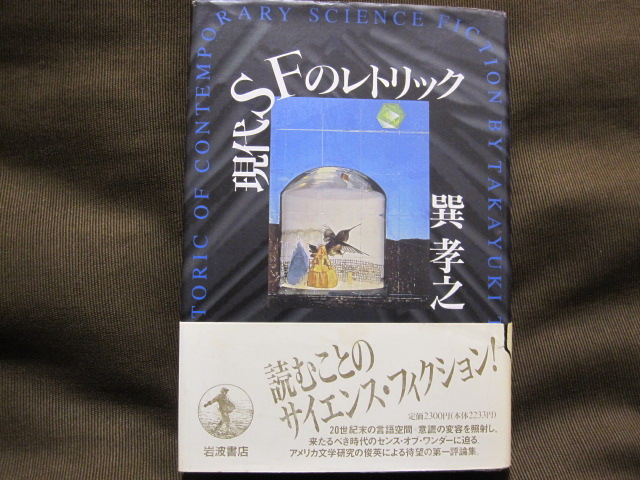 TORIC OF CONTEMPORARY SCIENCE FICTION BY TAKAYUKI T
現代SFのレトリック
巽 孝之
読むことの
サイエンス・フィクション!
定価2300円(本体2233円)
20世紀末の言語空間=意識の変容を照射し、
来たるべき時代のセンス・オブ・ワンダーに迫る.
アメリカ文学研究の俊英による待望の第一評論集.
岩波書店